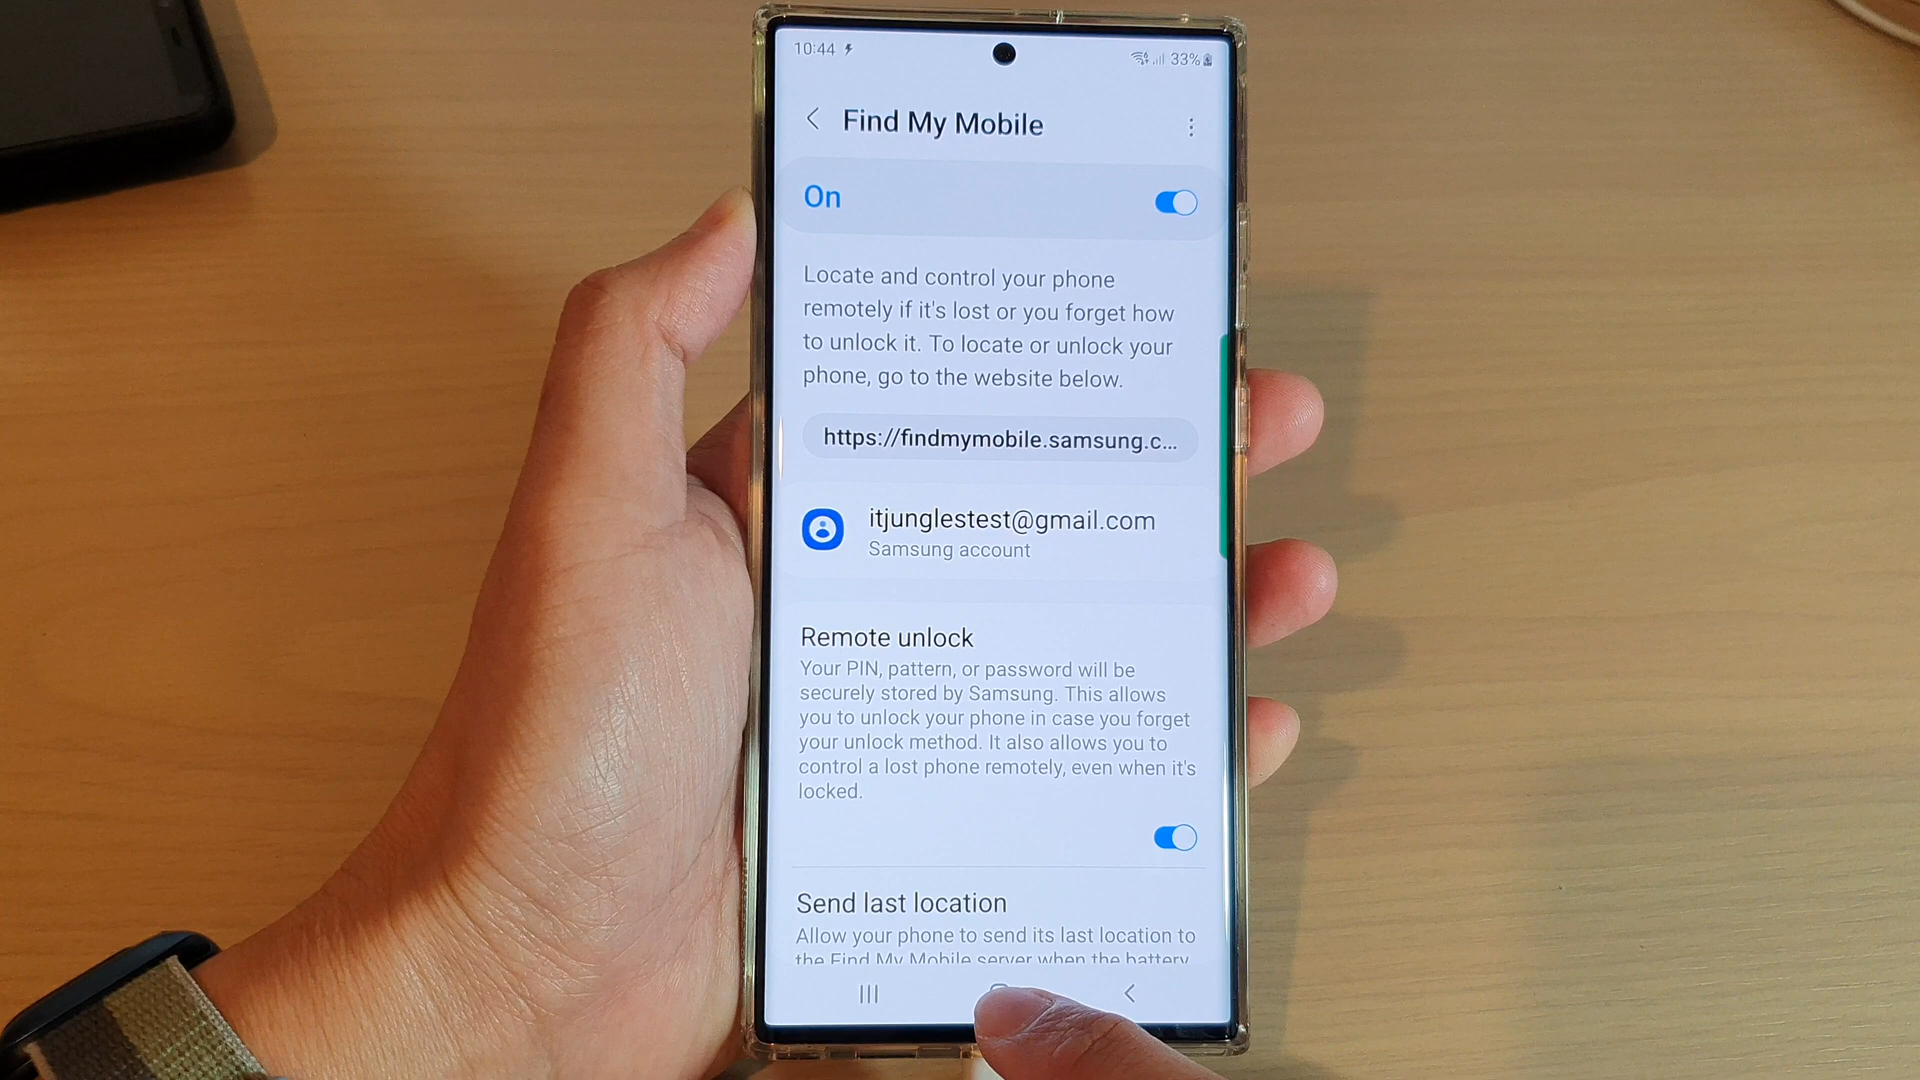 10:44
33%
Find My Mobile
On
Locate and control your phone
remotely if it's lost or you forget how
to unlock it. To locate or unlock your
phone, go to the website below.
https://findmymobile.samsung.c...
itjunglestest@gmail.com
Samsung account
Remote unlock
Your PIN, pattern, or password will be
securely stored by Samsung. This allows
you to unlock your phone in case you forget
your unlock method. It also allows you to
control a lost phone remotely, even when it's
locked.
Send last location
Allow your phone to send its last location to
the Find My Mobile server when the battery